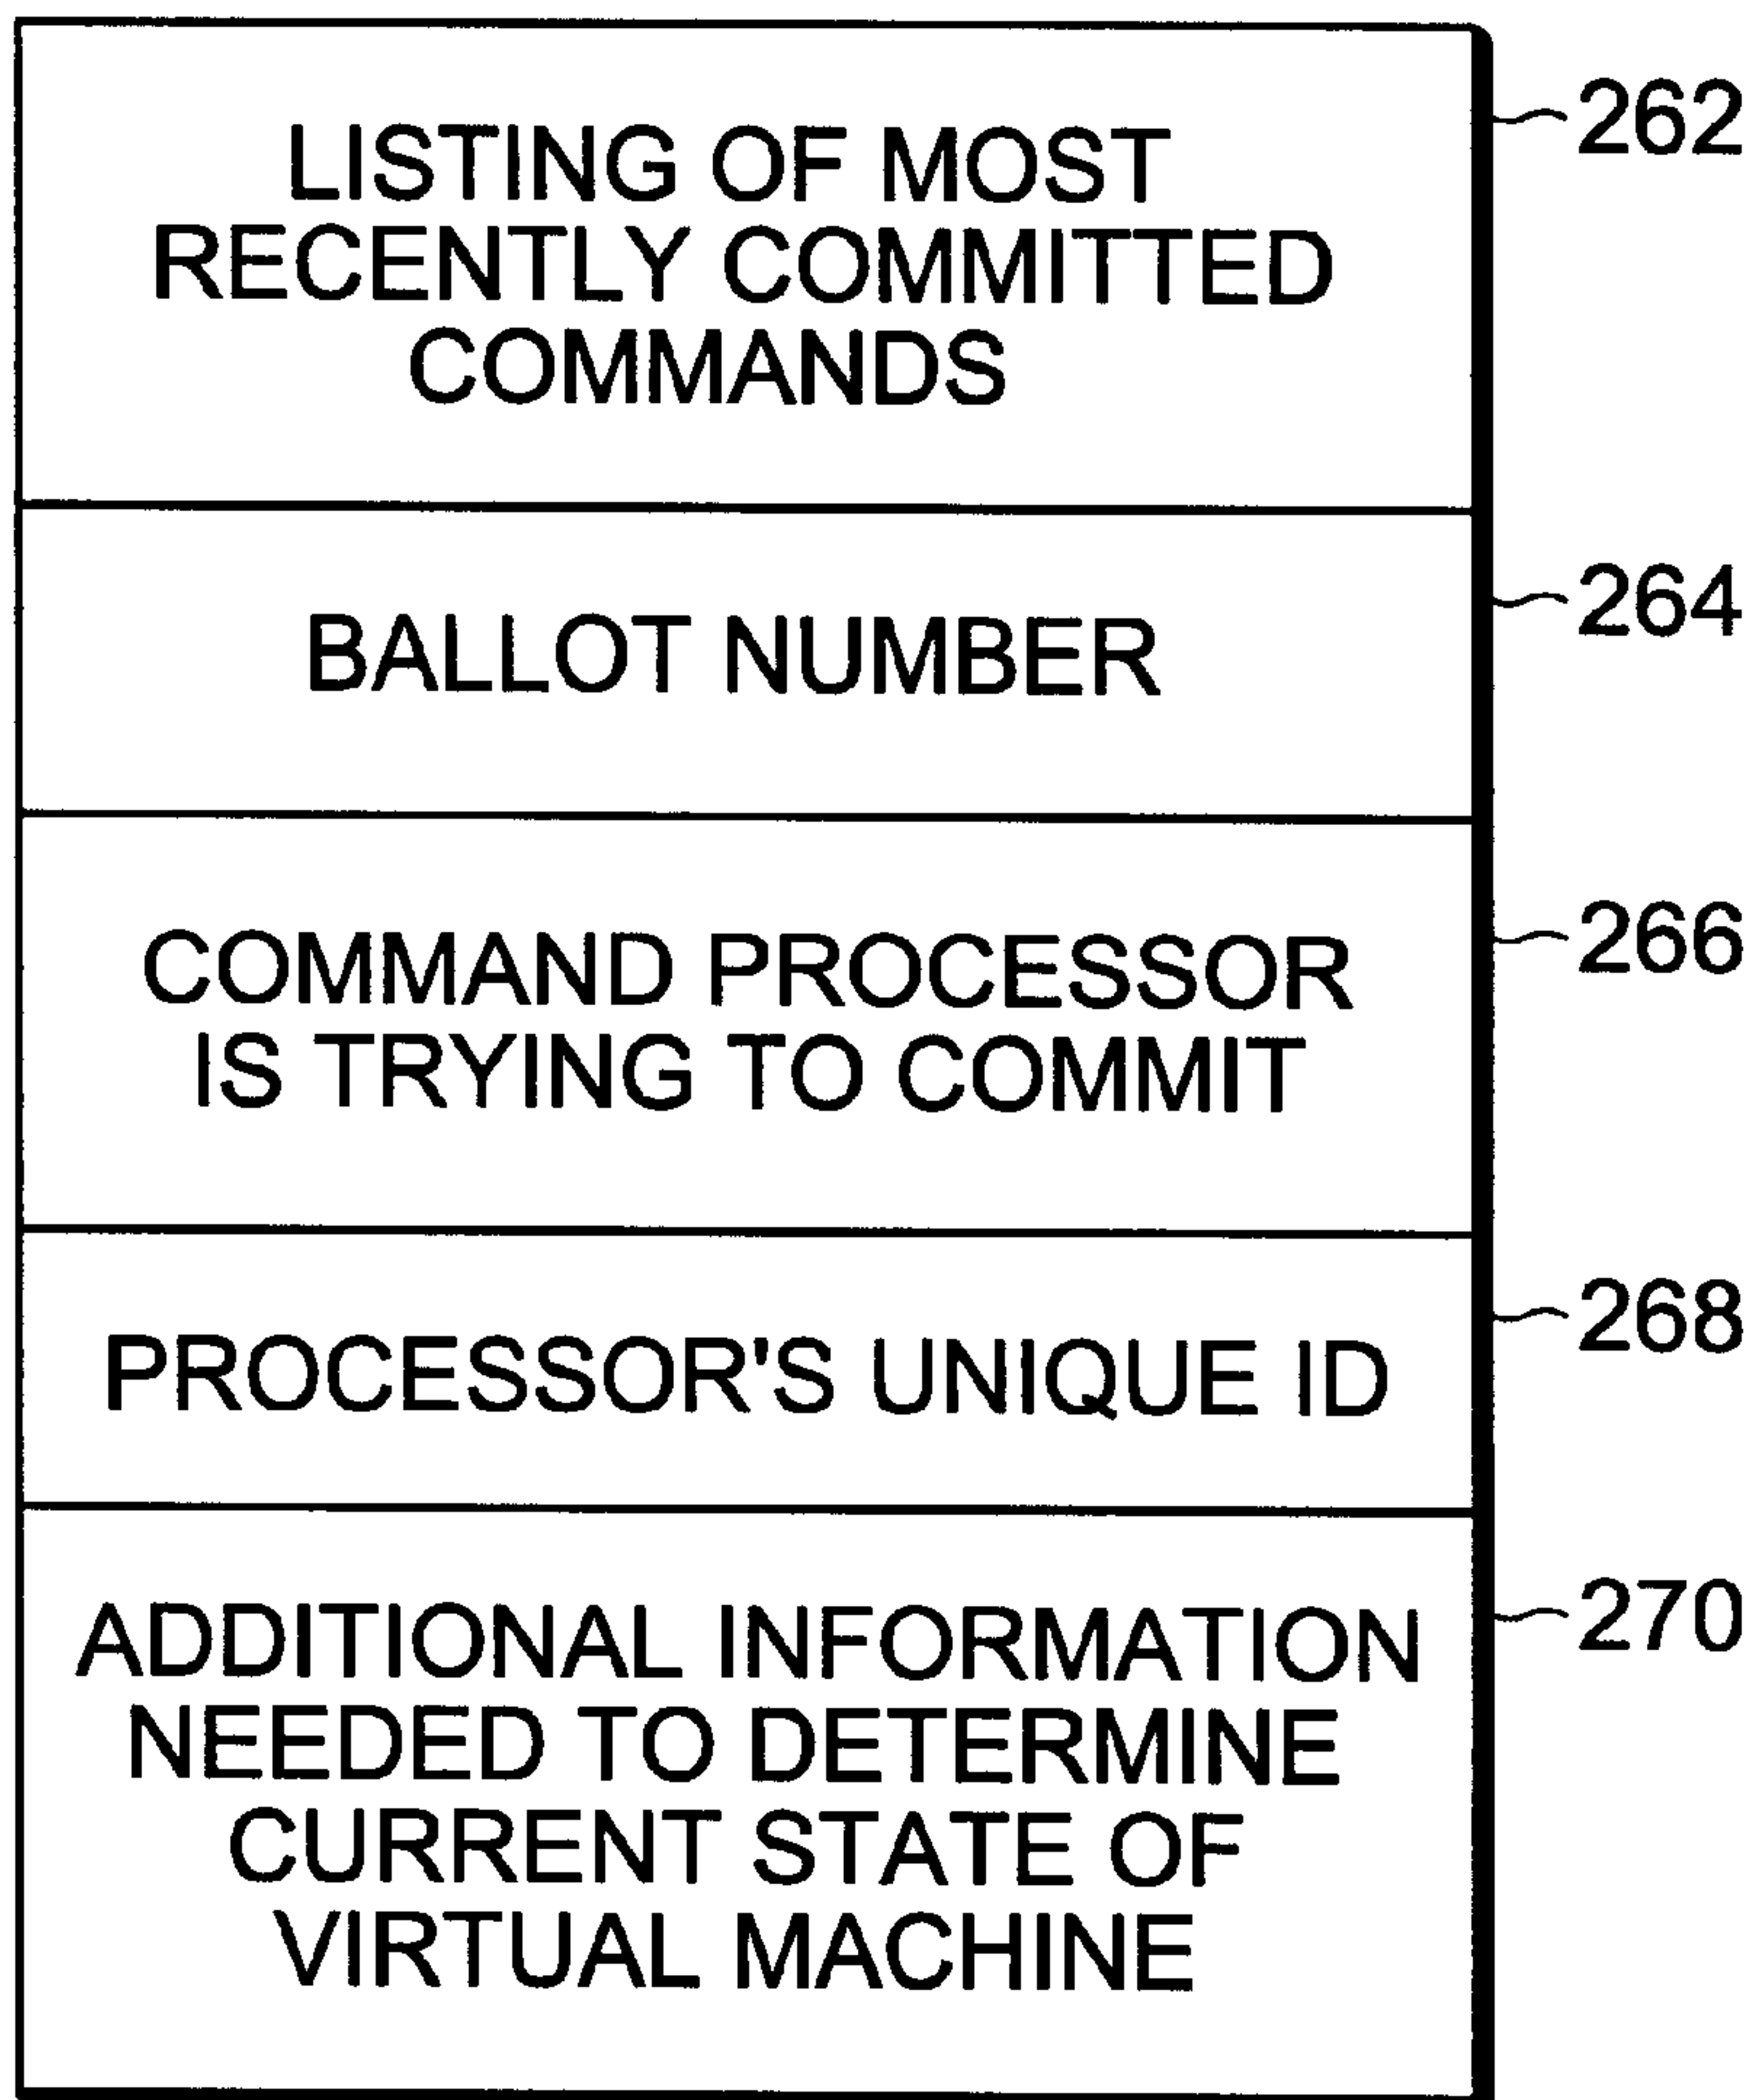 LISTING OF MOST
RECENTLY COMMITTED
COMMANDS
262
BALLOT NUMBER
264
COMMAND PROCESSOR
IS TRYING TO COMMIT
266
PROCESSOR'S UNIQUE ID
268
ADDITIONAL INFORMATION
NEEDED TO DETERMINE
CURRENT STATE OF
VIRTUAL MACHINE
270